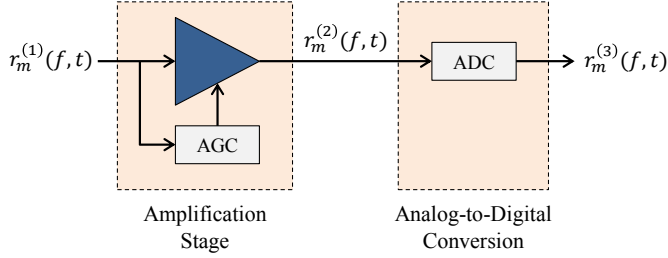 r_m^{(1)}(f,t)
r_m^{(2)}(f,t)
ADC
r_m^{(3)}(f,t)
AGC
Amplification
Stage
Analog-to-Digital
Conversion